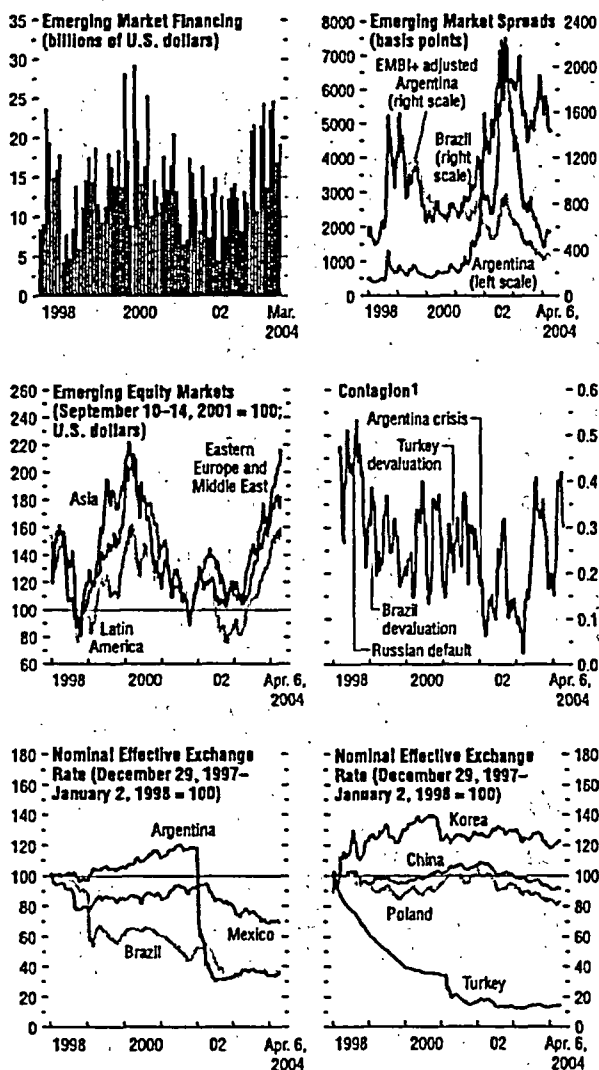 Emerging Market Financing
(billions of U.S. dollars)
35
30
25
20
15
10
5
0
1998 2000 02 Mar.
2004
Emerging Market Spreads
(basis points)
8000
7000
6000
5000
4000
3000
2000
1000
0
2400
2000
1600
1200
800
400
0
EMBI+ adjusted
Argentina
(right scale)
Brazil
(right
scale)
Argentina
(left scale)
1998 2000 02 Apr. 6,
2004
Emerging Equity Markets
(September 10–14, 2001 = 100;
U.S. dollars)
260
240
220
200
180
160
140
120
100
80
60
Eastern
Europe and
Middle East
Asia
Latin
America
1998 2000 02 Apr. 6,
2004
Contagion1
0.6
0.5
0.4
0.3
0.2
0.1
0.0
Argentina crisis
Turkey
devaluation
Brazil
devaluation
Russian default
1998 2000 02 Apr. 6,
2004
Nominal Effective Exchange
Rate (December 29, 1997–
January 2, 1998 = 100)
180
160
140
120
100
80
60
40
20
0
Argentina
Mexico
Brazil
1998 2000 02 Apr. 6,
2004
Nominal Effective Exchange
Rate (December 29, 1997–
January 2, 1998 = 100)
180
160
140
120
100
80
60
40
20
0
Korea
China
Poland
Turkey
1998 2000 02 Apr. 6,
2004